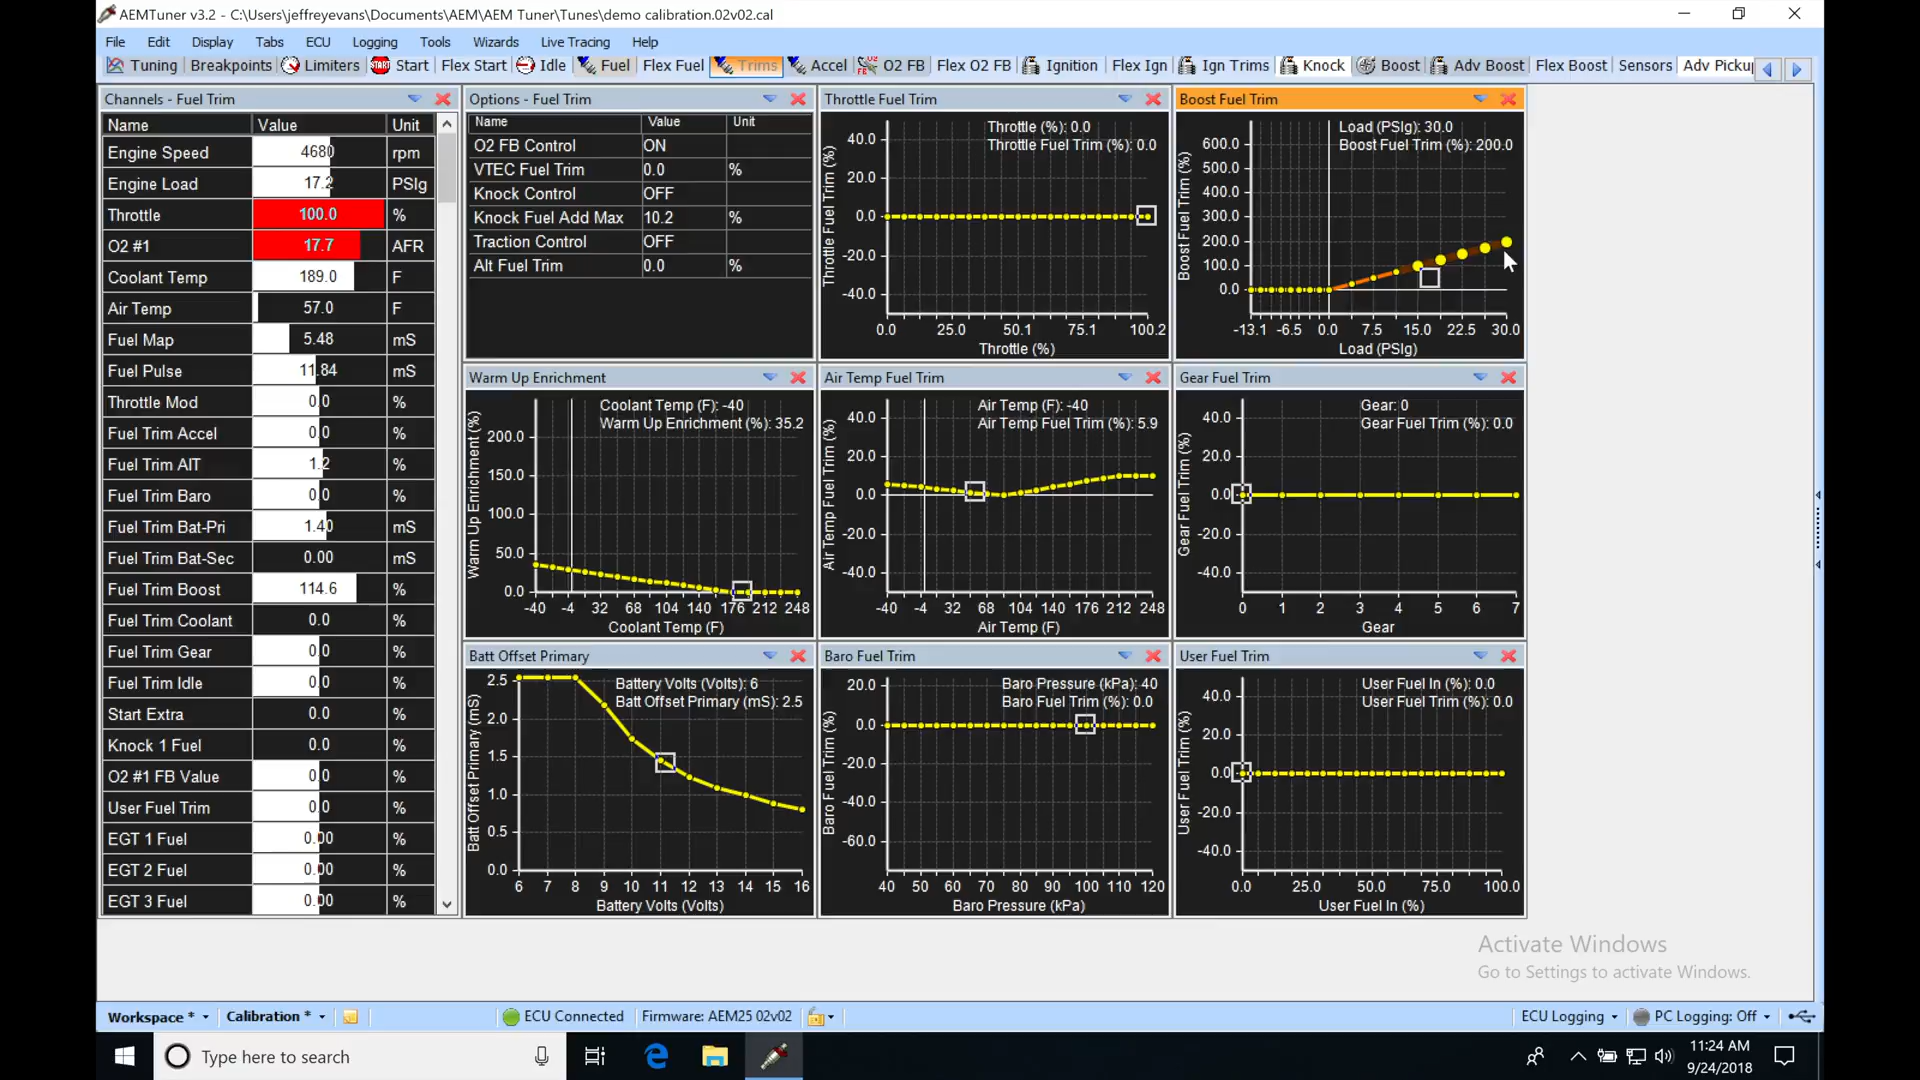 AEMTuner v3.2 - C:\Users\jeffreyevans\Documents\AEM\AEM Tuner\Tunes\demo calibration.02v02.cal
File Edit Display Tabs ECU Logging Tools Wizards Live Tracing Help
Tuning Breakpoints Limiters START Start Flex Start Idle Fuel Flex Fuel Trims Accel O2 FB Flex O2 FB Ignition Flex Ign Ign Trims Knock Boost Adv Boost Flex Boost Sensors Adv Picku
Channels - Fuel Trim
Name Value Unit
Engine Speed 4680 rpm
Engine Load 17.2 PSIg
Throttle 100.0 %
O2 #1 17.7 AFR
Coolant Temp 189.0 F
Air Temp 57.0 F
Fuel Map 5.48 mS
Fuel Pulse 11.84 mS
Throttle Mod 0.0 %
Fuel Trim Accel 0.0 %
Fuel Trim AIT 1.2 %
Fuel Trim Baro 0.0 %
Fuel Trim Bat-Pri 1.40 mS
Fuel Trim Bat-Sec 0.00 mS
Fuel Trim Boost 114.6 %
Fuel Trim Coolant 0.0 %
Fuel Trim Gear 0.0 %
Fuel Trim Idle 0.0 %
Start Extra 0.0 %
Knock 1 Fuel 0.0 %
O2 #1 FB Value 0.0 %
User Fuel Trim 0.0 %
EGT 1 Fuel 0.00 %
EGT 2 Fuel 0.00 %
EGT 3 Fuel 0.00 %
Options - Fuel Trim
Name Value Unit
O2 FB Control ON
VTEC Fuel Trim 0.0 %
Knock Control OFF
Knock Fuel Add Max 10.2 %
Traction Control OFF
Alt Fuel Trim 0.0 %
Throttle Fuel Trim
Throttle (%): 0.0
Throttle Fuel Trim (%): 0.0
Throttle Fuel Trim (%)
40.0
20.0
0.0
-20.0
-40.0
0.0 25.0 50.1 75.1 100.2
Throttle (%)
Boost Fuel Trim
Load (PSIg): 30.0
Boost Fuel Trim (%): 200.0
Boost Fuel Trim (%)
600.0
500.0
400.0
300.0
200.0
100.0
0.0
-13.1 -6.5 0.0 7.5 15.0 22.5 30.0
Load (PSIg)
Warm Up Enrichment
Coolant Temp (F): -40
Warm Up Enrichment (%): 35.2
Warm Up Enrichment (%)
200.0
150.0
100.0
50.0
0.0
-40 -4 32 68 104 140 176 212 248
Coolant Temp (F)
Air Temp Fuel Trim
Air Temp (F): -40
Air Temp Fuel Trim (%): 5.9
Air Temp Fuel Trim (%)
40.0
20.0
0.0
-20.0
-40.0
-40 -4 32 68 104 140 176 212 248
Air Temp (F)
Gear Fuel Trim
Gear: 0
Gear Fuel Trim (%): 0.0
Gear Fuel Trim (%)
40.0
20.0
0.0
-20.0
-40.0
0 1 2 3 4 5 6 7
Gear
Batt Offset Primary
Battery Volts (Volts): 6
Batt Offset Primary (mS): 2.5
Batt Offset Primary (mS)
2.5
2.0
1.5
1.0
0.5
0.0
6 7 8 9 10 11 12 13 14 15 16
Battery Volts (Volts)
Baro Fuel Trim
Baro Pressure (kPa): 40
Baro Fuel Trim (%): 0.0
Baro Fuel Trim (%)
20.0
0.0
-20.0
-40.0
-60.0
40 50 60 70 80 90 100 110 120
Baro Pressure (kPa)
User Fuel Trim
User Fuel In (%): 0.0
User Fuel Trim (%): 0.0
User Fuel Trim (%)
40.0
20.0
0.0
-20.0
-40.0
0.0 25.0 50.0 75.0 100.0
User Fuel In (%)
Activate Windows
Go to Settings to activate Windows.
Workspace * Calibration * ECU Connected Firmware: AEM25 02v02 ECU Logging PC Logging: Off
Type here to search
11:24 AM
9/24/2018